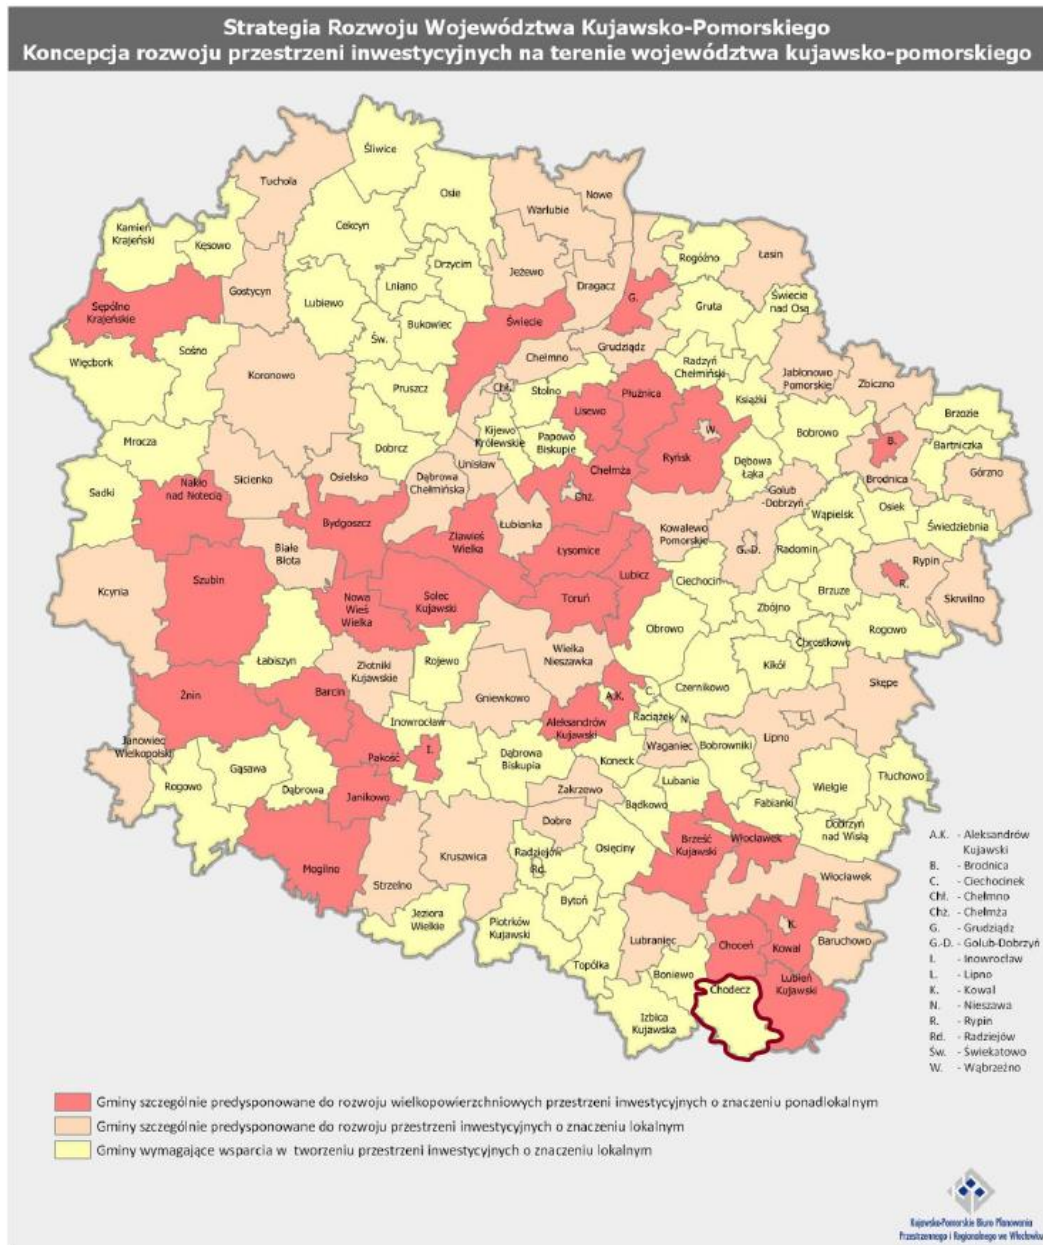 Strategia Rozwoju Województwa Kujawsko-Pomorskiego
Koncepcja rozwoju przestrzeni inwestycyjnych na terenie województwa kujawsko-pomorskiego
Śliwice
Tuchola
Osie
Nowe
Warlubie
Cekcyn
Kamień
Krajeński
Kęsowo
Rogóźno
Łasin
Drzycim
Jeżewo
Lniano
Dragacz
Gostycyn
G.
Sępólno
Krajeńskie
Lubiewo
Świecie
nad Osą
Gruta
Bukowiec
Świecie
Św.
Grudziądz
Więcbork
Sośno
Chełmno
Radzyń
Chełmiński
Jabłonowo
Pomorskie
Zbiczno
Koronowo
Pruszcz
Chł.
Stolno
Płużnica
Książki
Lisewo
Brzozie
Mrocza
Dobrcz
Kijewo
Królewskie
Papowo
Biskupie
W.
Bobrowo
B.
Bartniczka
Unisław
Ryńsk
Dębowa
Łąka
Sadki
Nakło
nad Notecią
Sicienko
Osielsko
Dąbrowa
Chełmińska
Chełmża
Chż.
Golub
-Dobrzyń
Brodnica
Górzno
Bydgoszcz
Zławieś
Wielka
Łubianka
Kowalewo
Pomorskie
Wąpielsk
Osiek
Świedziebnia
Białe
Błota
Łysomice
G.-D.
Radomin
Rypin
Kcynia
Szubin
Lubicz
R.
Nowa
Wieś
Wielka
Solec
Kujawski
Toruń
Ciechocin
Zbójno
Brzuze
Skrwilno
Obrowo
Chrostkowo
Rogowo
Łabiszyn
Złotniki
Kujawskie
Rojewo
Wielka
Nieszawka
Kikół
Czernikowo
Skępe
Żnin
Barcin
Gniewkowo
A.K.
C.
Inowrocław
Aleksandrów
Kujawski
Raciążek
N.
L.
Janowiec
Wielkopolski
Pakość
I.
Dąbrowa
Biskupia
Koneck
Waganiec
Bobrowniki
Lipno
Rogowo
Gąsawa
Dąbrowa
Janikowo
Zakrzewo
Lubanie
Wielgie
Tłuchowo
Bądkowo
Fabianki
Dobre
Dobrzyń
nad Wisłą
Mogilno
Strzelno
Kruszwica
Radziejów
Rd.
Osięciny
Brześć
Kujawski
Włocławek
Włocławek
Bytoń
Jeziora
Wielkie
Piotrków
Kujawski
Lubraniec
Choceń
K.
Kowal
Baruchowo
Topólka
Boniewo
Chodecz
Lubień
Kujawski
Izbica
Kujawska
A.K. - Aleksandrów
Kujawski
B. - Brodnica
C. - Ciechocinek
Chł. - Chełmno
Chż. - Chełmża
G. - Grudziądz
G.-D. - Golub-Dobrzyń
I. - Inowrocław
L. - Lipno
K. - Kowal
N. - Nieszawa
R. - Rypin
Rd. - Radziejów
Św. - Świekatowo
W. - Wąbrzeźno
Gminy szczególnie predysponowane do rozwoju wielkopowierzchniowych przestrzeni inwestycyjnych o znaczeniu ponadlokalnym
Gminy szczególnie predysponowane do rozwoju przestrzeni inwestycyjnych o znaczeniu lokalnym
Gminy wymagające wsparcia w tworzeniu przestrzeni inwestycyjnych o znaczeniu lokalnym
Kujawsko-Pomorskie Biuro Planowania
Przestrzennego i Regionalnego we Włocławku